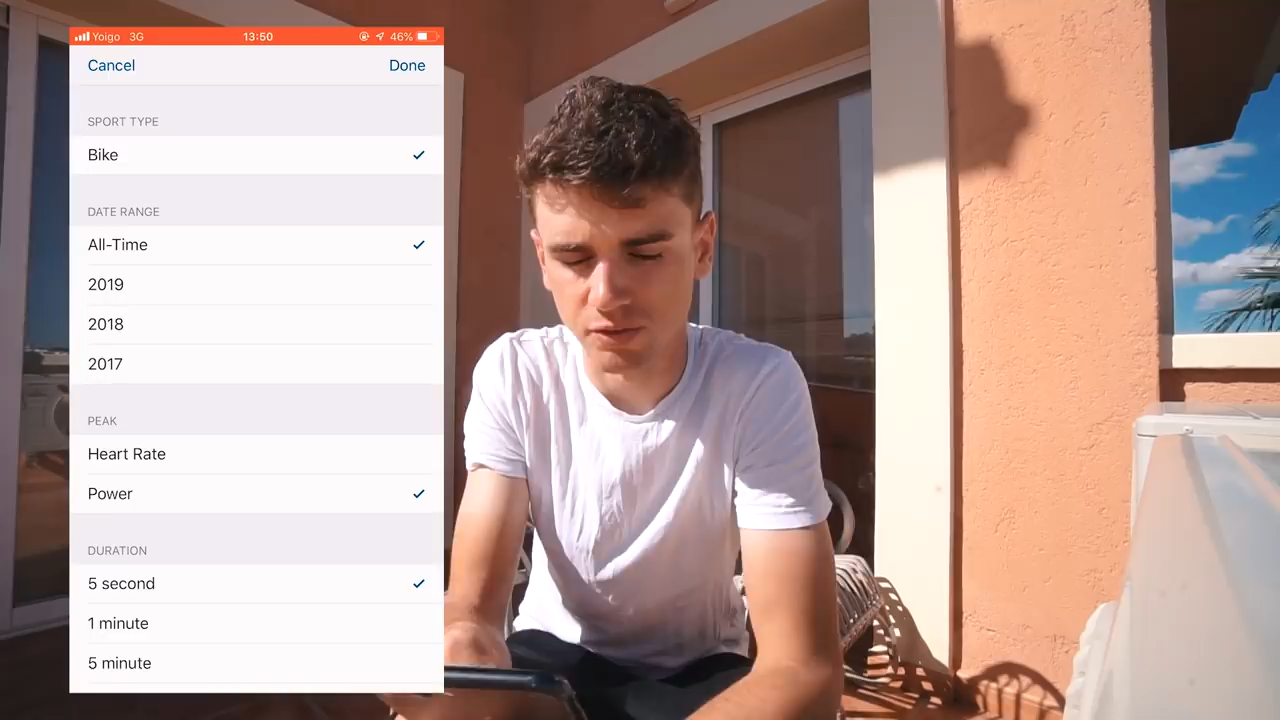 Yoigo 3G 13:50 46%
Cancel Done
SPORT TYPE
Bike
DATE RANGE
All-Time
2019
2018
2017
PEAK
Heart Rate
Power
DURATION
5 second
1 minute
5 minute